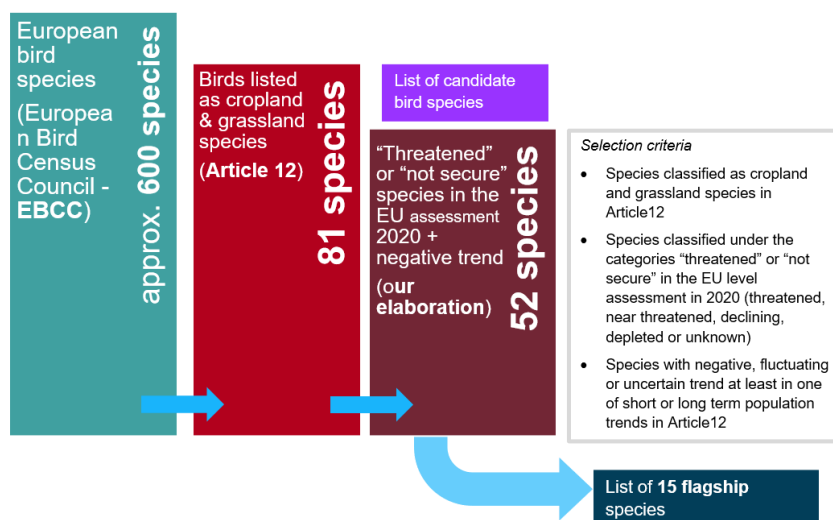 European
bird
species
(Europea
n Bird
Census
Council -
EBCC)
approx. 600 species
Birds listed
as cropland
& grassland
species
(Article 12)
81 species
List of candidate
bird species
“Threatened”
or “not secure”
species in the
EU assessment
2020 +
negative trend
(our
elaboration)
52 species
Selection criteria
• Species classified as cropland
and grassland species in
Article12
• Species classified under the
categories “threatened” or “not
secure” in the EU level
assessment in 2020 (threatened,
near threatened, declining,
depleted or unknown)
• Species with negative, fluctuating
or uncertain trend at least in one
of short or long term population
trends in Article12
List of 15 flagship
species